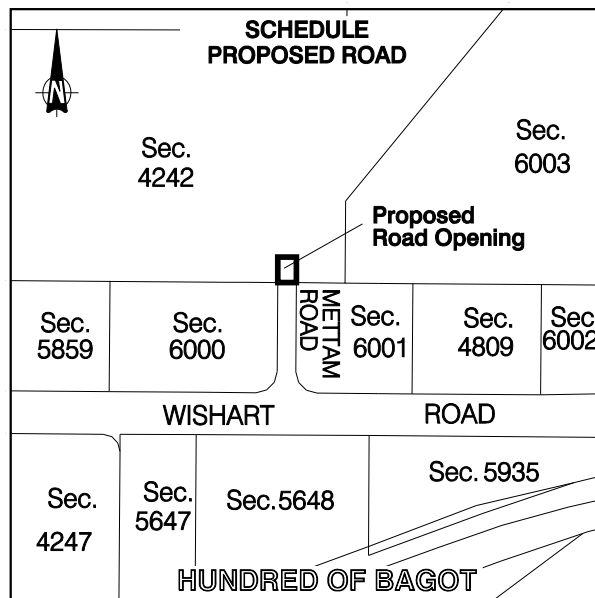 SCHEDULE
PROPOSED ROAD
N
Sec.
4242
Sec.
6003
Proposed
Road Opening
Sec.
5859
Sec.
6000
METTAM
ROAD
Sec.
6001
Sec.
4809
Sec
6002
WISHART ROAD
Sec.
4247
Sec.
5647
Sec.5648
Sec. 5935
HUNDRED OF BAGOT